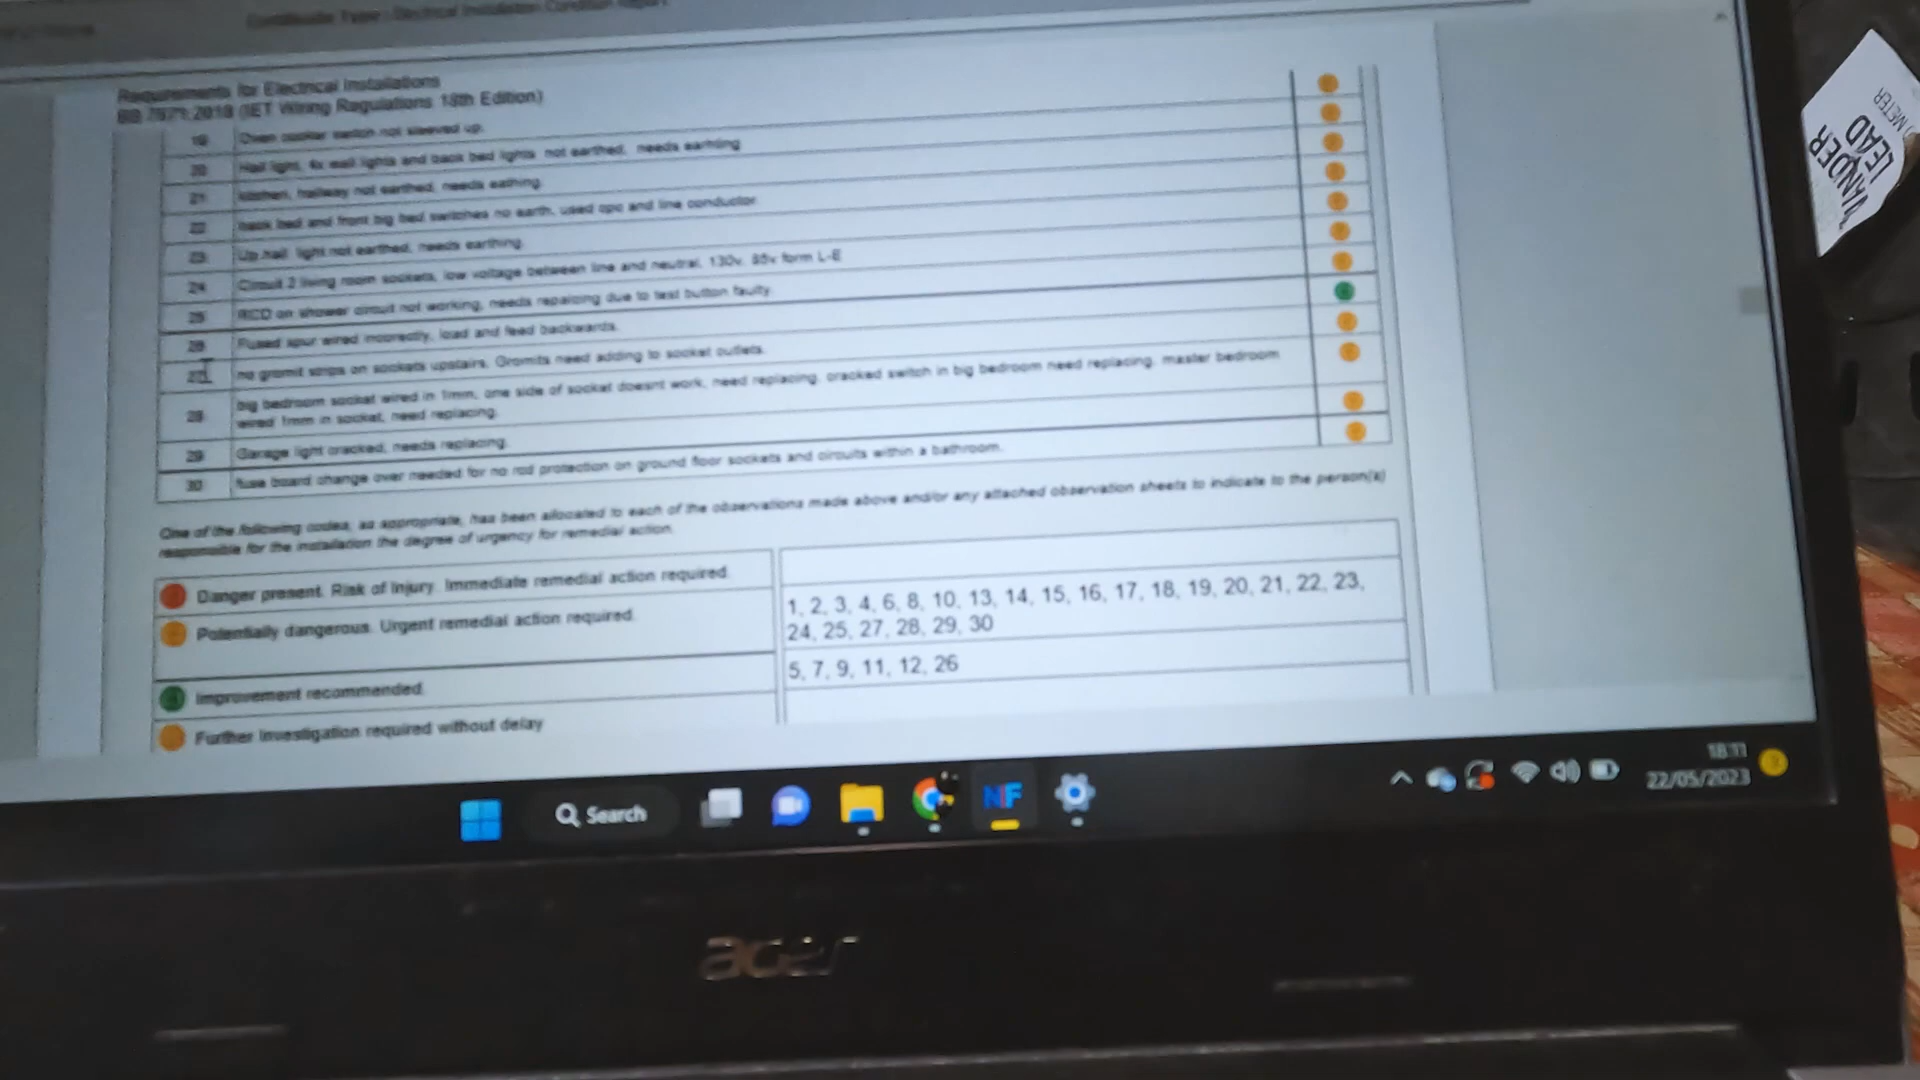 Certificate Type : Electrical Installation Condition Report
Requirements for Electrical Installations
BS 7671:2018 (IET Wiring Regulations 18th Edition)
19 Oven cooker switch not sleeved up.
20 Hall light, 4x wall lights and back bed lights not earthed, needs earthing
21 kitchen, hallway not earthed, needs eathing.
22 back bed and front big bed switches no earth, used cpc and line conductor
23 Up hall light not earthed, needs earthing.
24 Circuit 2 living room sockets, low voltage between line and neutral, 130v, 85v form L-E
25 RCD on shower circuit not working, needs repalcing due to test button faulty.
26 Fused spur wired incorrectly, load and feed backwards.
27 no gromit strips on sockets upstairs. Gromits need adding to socket outlets.
28 big bedroom socket wired in 1mm, one side of socket doesnt work, need replacing. cracked switch in big bedroom need replacing. master bedroom
wired 1mm in socket, need replacing.
29 Garage light cracked, needs replacing.
30 fuse board change over needed for no rcd protection on ground floor sockets and circuits within a bathroom.
One of the following codes, as appropriate, has been allocated to each of the observations made above and/or any attached observation sheets to indicate to the person(s)
responsible for the installation the degree of urgency for remedial action.
Danger present. Risk of injury. Immediate remedial action required.
Potentially dangerous. Urgent remedial action required.
1, 2, 3, 4, 6, 8, 10, 13, 14, 15, 16, 17, 18, 19, 20, 21, 22, 23,
24, 25, 27, 28, 29, 30
Improvement recommended.
5, 7, 9, 11, 12, 26
Further Investigation required without delay
Search
NF
18:11
22/05/2023
acer
WANDER
LEAD
METER